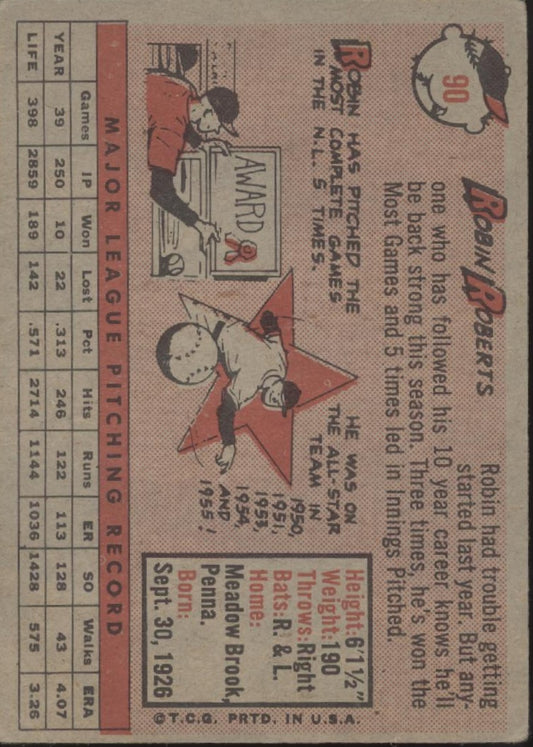 90
ROBIN ROBERTS
Robin had trouble getting
started last year. But any-
one who has followed his 10 year career knows he'll
be back strong this season. Three times, he's won the
Most Games and 5 times led in Innings Pitched.
ROBIN HAS PITCHED THE
MOST COMPLETE GAMES
IN THE N.L. 5 TIMES.
AWARD
HE WAS ON
THE ALL-STAR
TEAM IN
1950,
1951,
1953,
1954,
AND
1955!
Height: 6'1½"
Weight: 190
Throws: Right
Bats: R. & L.
Home:
Meadow Brook,
Penna.
Born:
Sept. 30, 1926
©T.C.G. PRTD. IN U.S.A.
MAJOR LEAGUE PITCHING RECORD
Games IP Won Lost Pct Hits Runs ER SO Walks ERA
YEAR 39 250 10 22 .313 246 122 113 128 43 4.07
LIFE 398 2859 189 142 .571 2714 1144 1036 1428 575 3.26